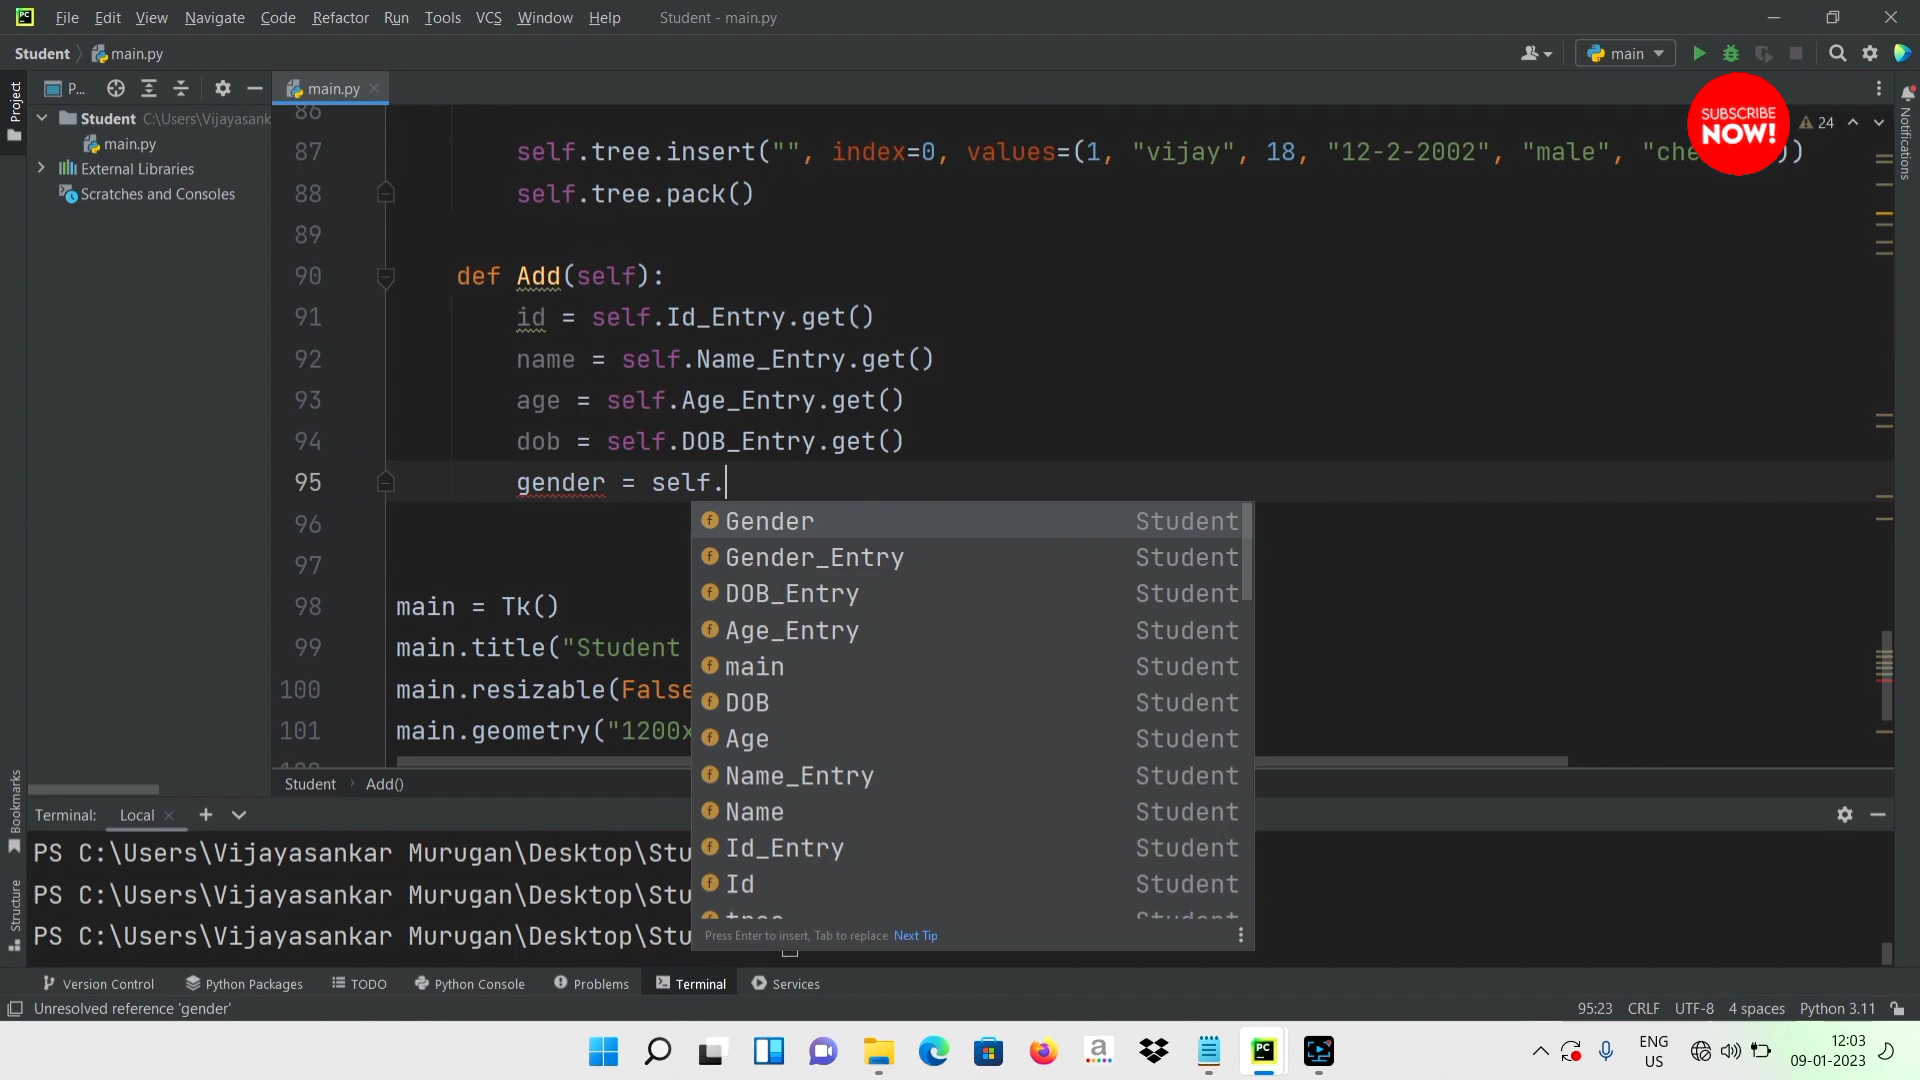 PC File Edit View Navigate Code Refactor Run Tools VCS Window Help Student - main.py
Student main.py main
Project P... main.py
Student C:\Users\Vijayasank
main.py
External Libraries
Scratches and Consoles
SUBSCRIBE
NOW!
24
Notifications
86
87 self.tree.insert("", index=0, values=(1, "vijay", 18, "12-2-2002", "male", "che ))
88 self.tree.pack()
89
90 def Add(self):
91 id = self.Id_Entry.get()
92 name = self.Name_Entry.get()
93 age = self.Age_Entry.get()
94 dob = self.DOB_Entry.get()
95 gender = self.
96
97
98 main = Tk()
99 main.title("Student
100 main.resizable(False
101 main.geometry("1200x
Gender Student
Gender_Entry Student
DOB_Entry Student
Age_Entry Student
main Student
DOB Student
Age Student
Name_Entry Student
Name Student
Id_Entry Student
Id Student
tree Student
Press Enter to insert, Tab to replace Next Tip
Student Add()
Bookmarks
Structure
Terminal: Local
PS C:\Users\Vijayasankar Murugan\Desktop\Stu
PS C:\Users\Vijayasankar Murugan\Desktop\Stu
PS C:\Users\Vijayasankar Murugan\Desktop\Stu
Version Control Python Packages TODO Python Console Problems Terminal Services
Unresolved reference 'gender' 95:23 CRLF UTF-8 4 spaces Python 3.11
a PC ENG
US
12:03
09-01-2023